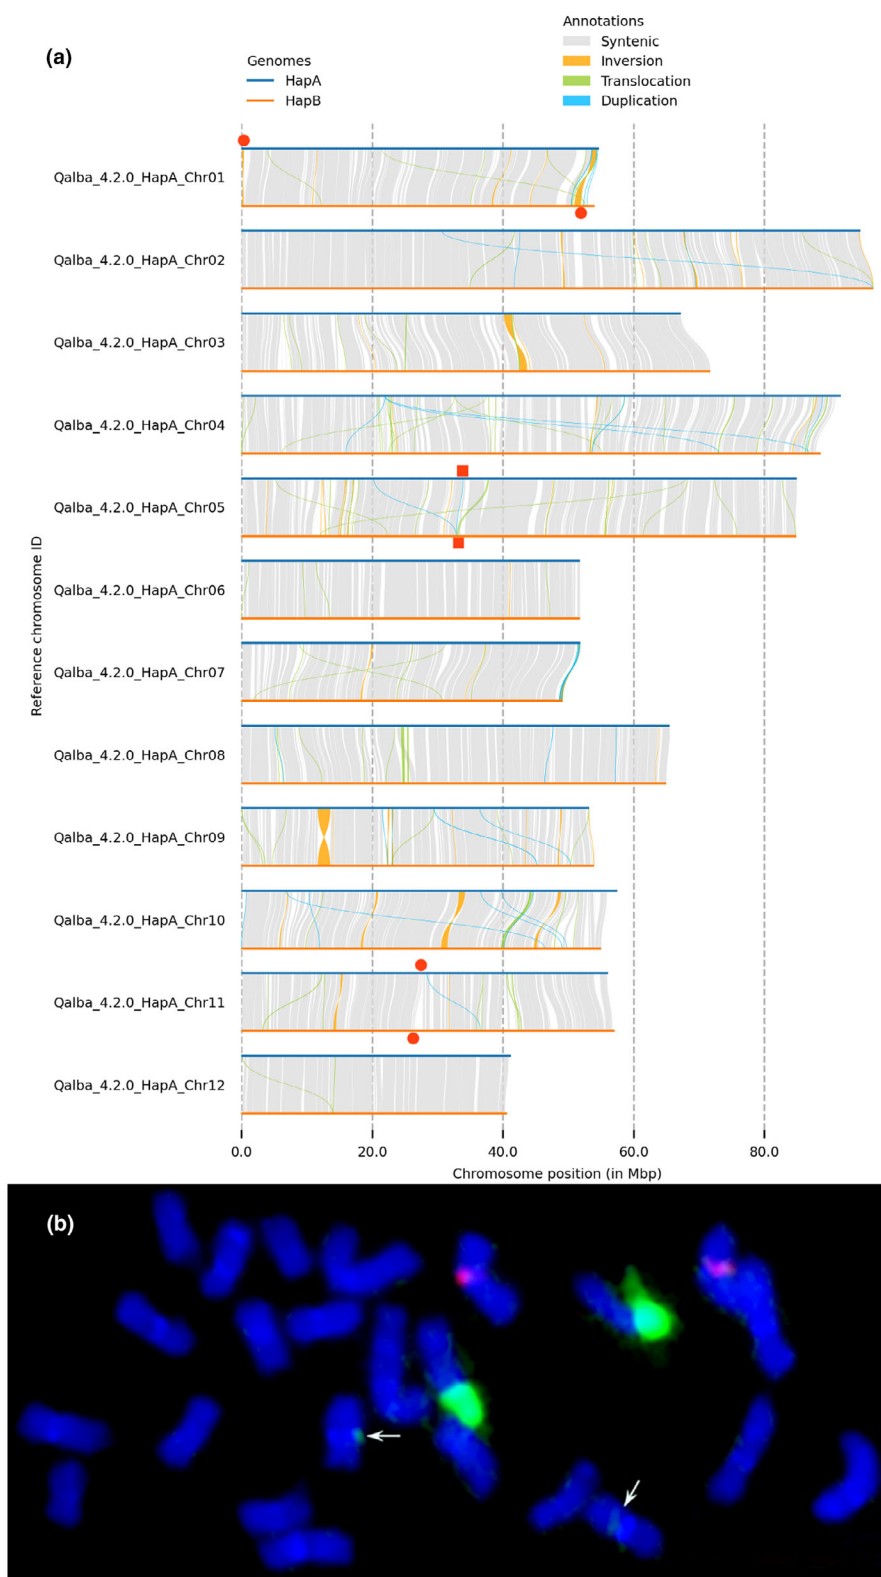 (a)
Genomes
HapA
HapB
Annotations
Syntenic
Inversion
Translocation
Duplication
Reference chromosome ID
Qalba_4.2.0_HapA_Chr01
Qalba_4.2.0_HapA_Chr02
Qalba_4.2.0_HapA_Chr03
Qalba_4.2.0_HapA_Chr04
Qalba_4.2.0_HapA_Chr05
Qalba_4.2.0_HapA_Chr06
Qalba_4.2.0_HapA_Chr07
Qalba_4.2.0_HapA_Chr08
Qalba_4.2.0_HapA_Chr09
Qalba_4.2.0_HapA_Chr10
Qalba_4.2.0_HapA_Chr11
Qalba_4.2.0_HapA_Chr12
0.0 20.0 40.0 60.0 80.0
Chromosome position (in Mbp)
(b)